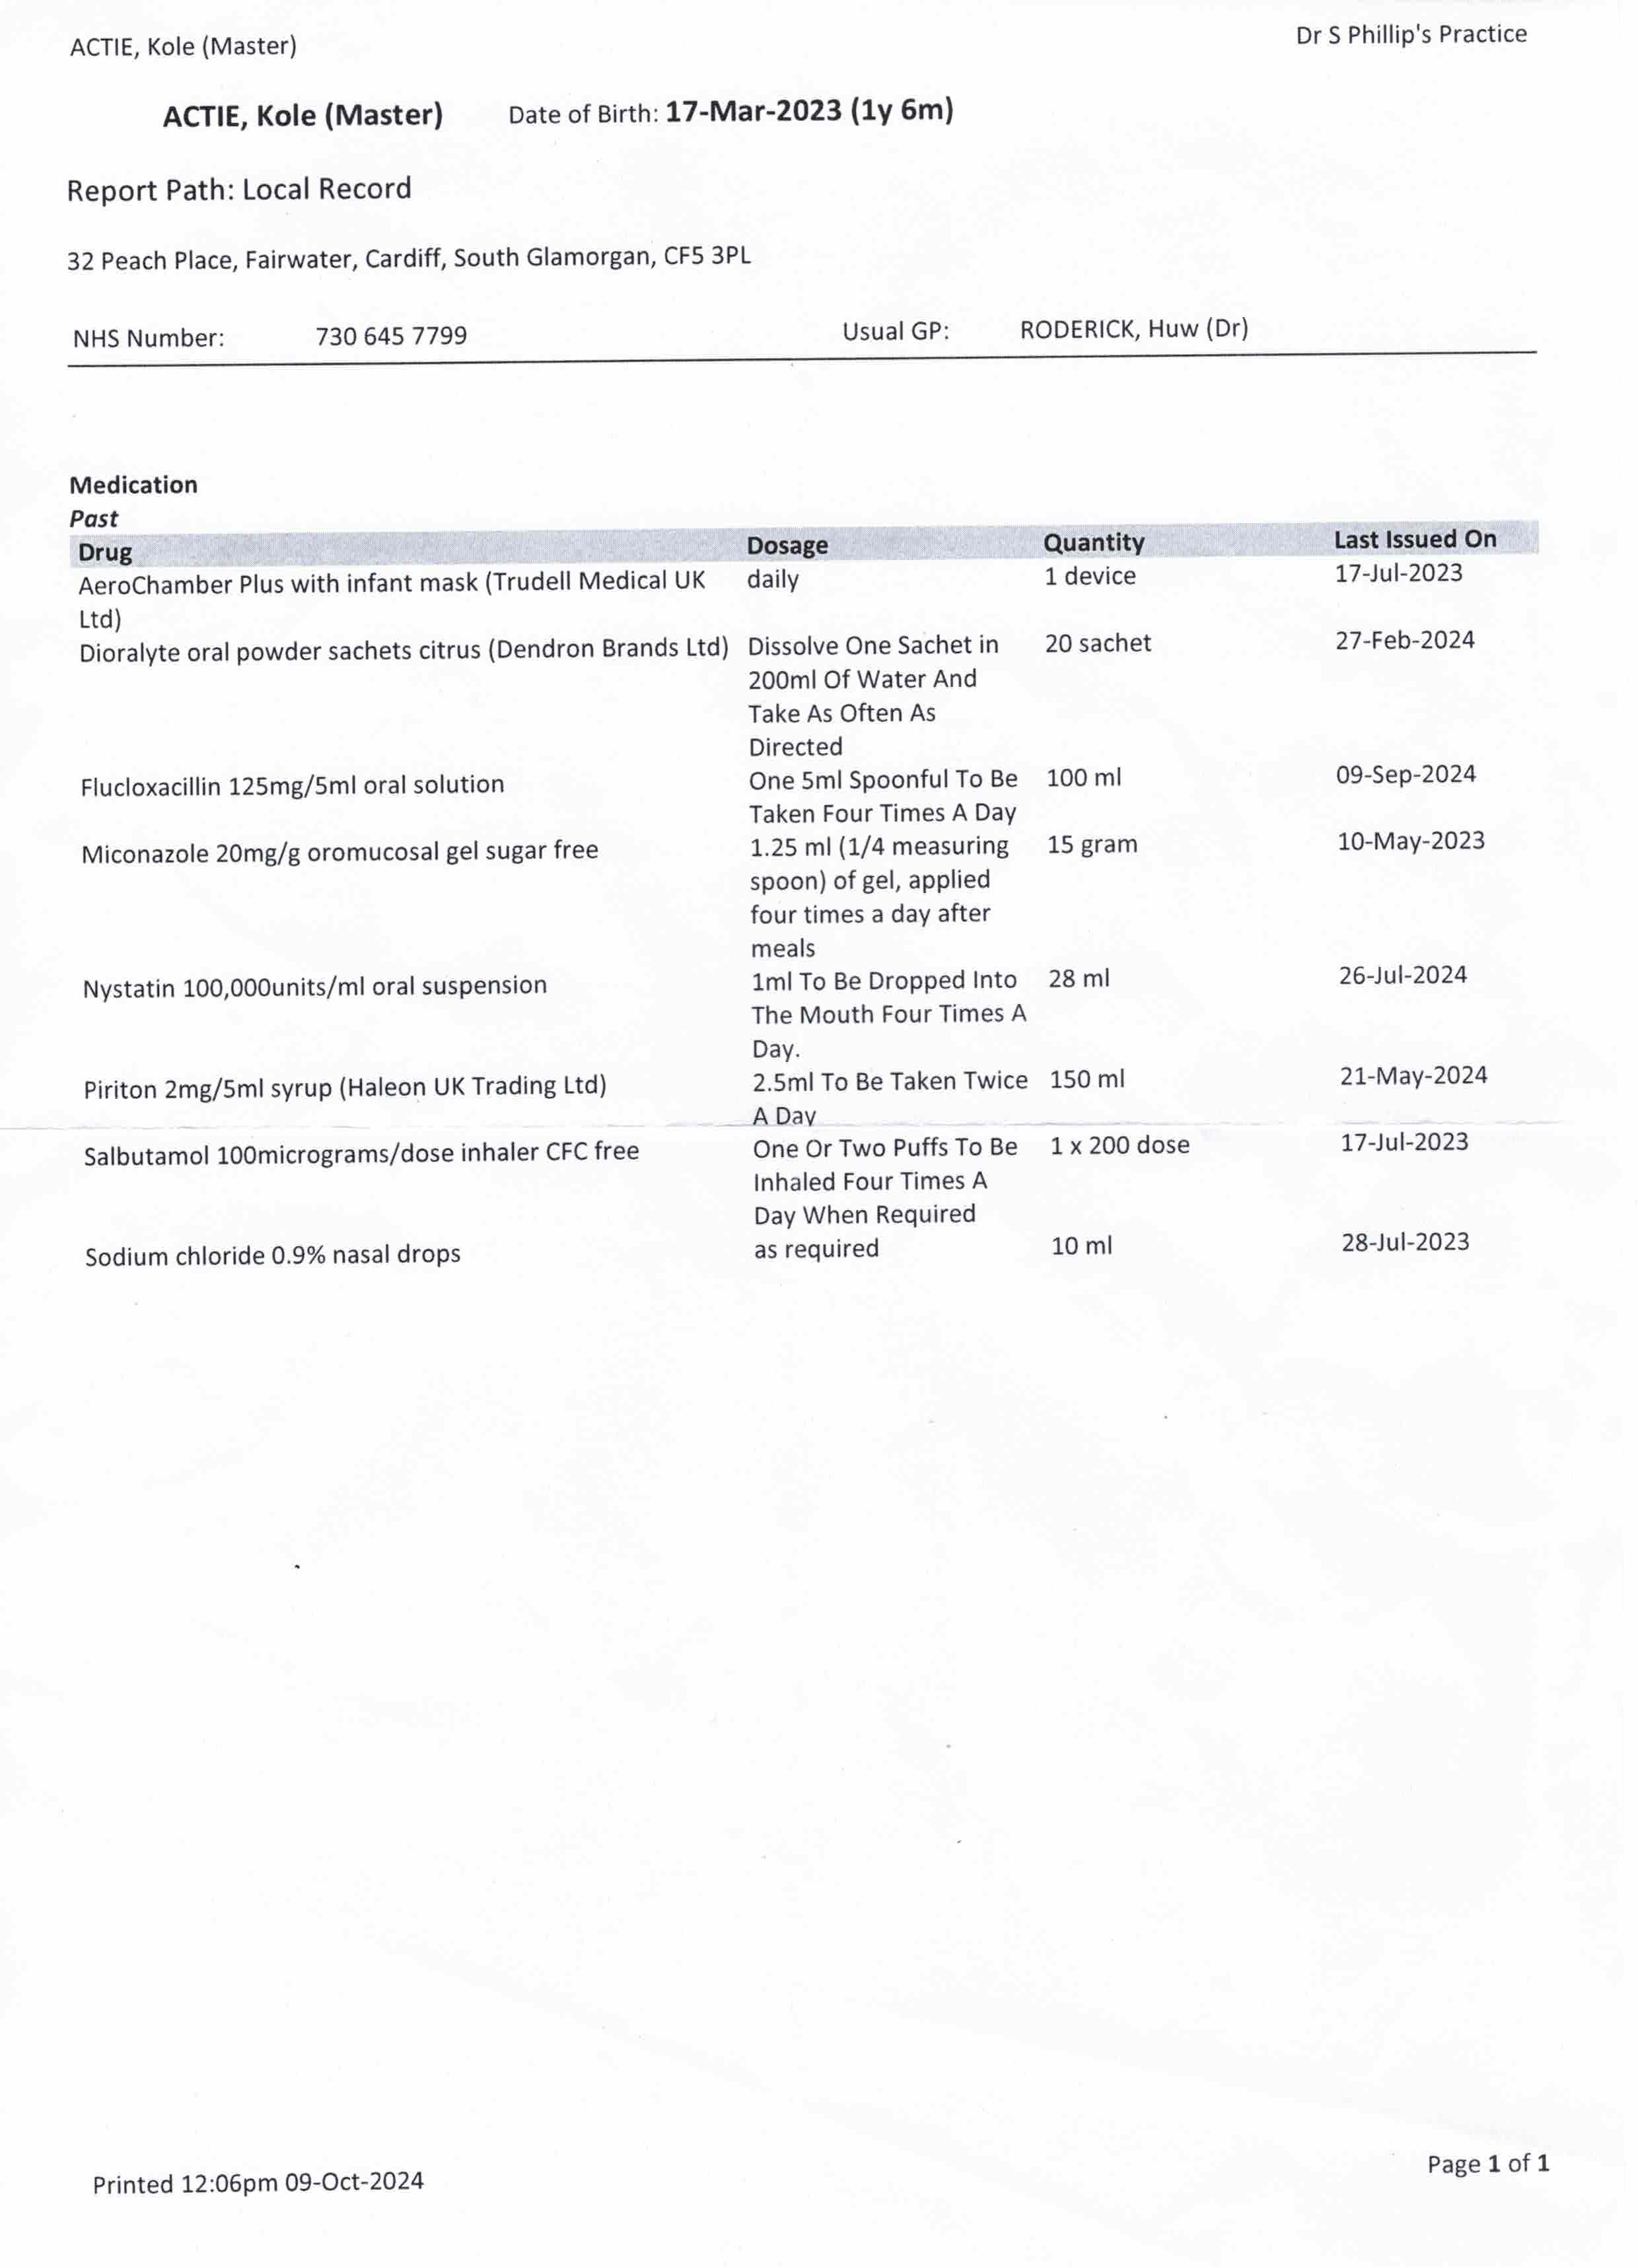 ACTIE, Kole (Master) Dr S Phillip's Practice
ACTIE, Kole (Master) Date of Birth: 17-Mar-2023 (1y 6m)
Report Path: Local Record
32 Peach Place, Fairwater, Cardiff, South Glamorgan, CF5 3PL
NHS Number: 730 645 7799 Usual GP: RODERICK, Huw (Dr)
Medication
Past
Drug Dosage Quantity Last Issued On
AeroChamber Plus with infant mask (Trudell Medical UK daily 1 device 17-Jul-2023
Ltd)
Dioralyte oral powder sachets citrus (Dendron Brands Ltd) Dissolve One Sachet in 20 sachet 27-Feb-2024
200ml Of Water And
Take As Often As
Directed
Flucloxacillin 125mg/5ml oral solution One 5ml Spoonful To Be 100 ml 09-Sep-2024
Taken Four Times A Day
Miconazole 20mg/g oromucosal gel sugar free 1.25 ml (1/4 measuring 15 gram 10-May-2023
spoon) of gel, applied
four times a day after
meals
Nystatin 100,000units/ml oral suspension 1ml To Be Dropped Into 28 ml 26-Jul-2024
The Mouth Four Times A
Day.
Piriton 2mg/5ml syrup (Haleon UK Trading Ltd) 2.5ml To Be Taken Twice 150 ml 21-May-2024
A Day
Salbutamol 100micrograms/dose inhaler CFC free One Or Two Puffs To Be 1 x 200 dose 17-Jul-2023
Inhaled Four Times A
Day When Required
Sodium chloride 0.9% nasal drops as required 10 ml 28-Jul-2023
Printed 12:06pm 09-Oct-2024 Page 1 of 1